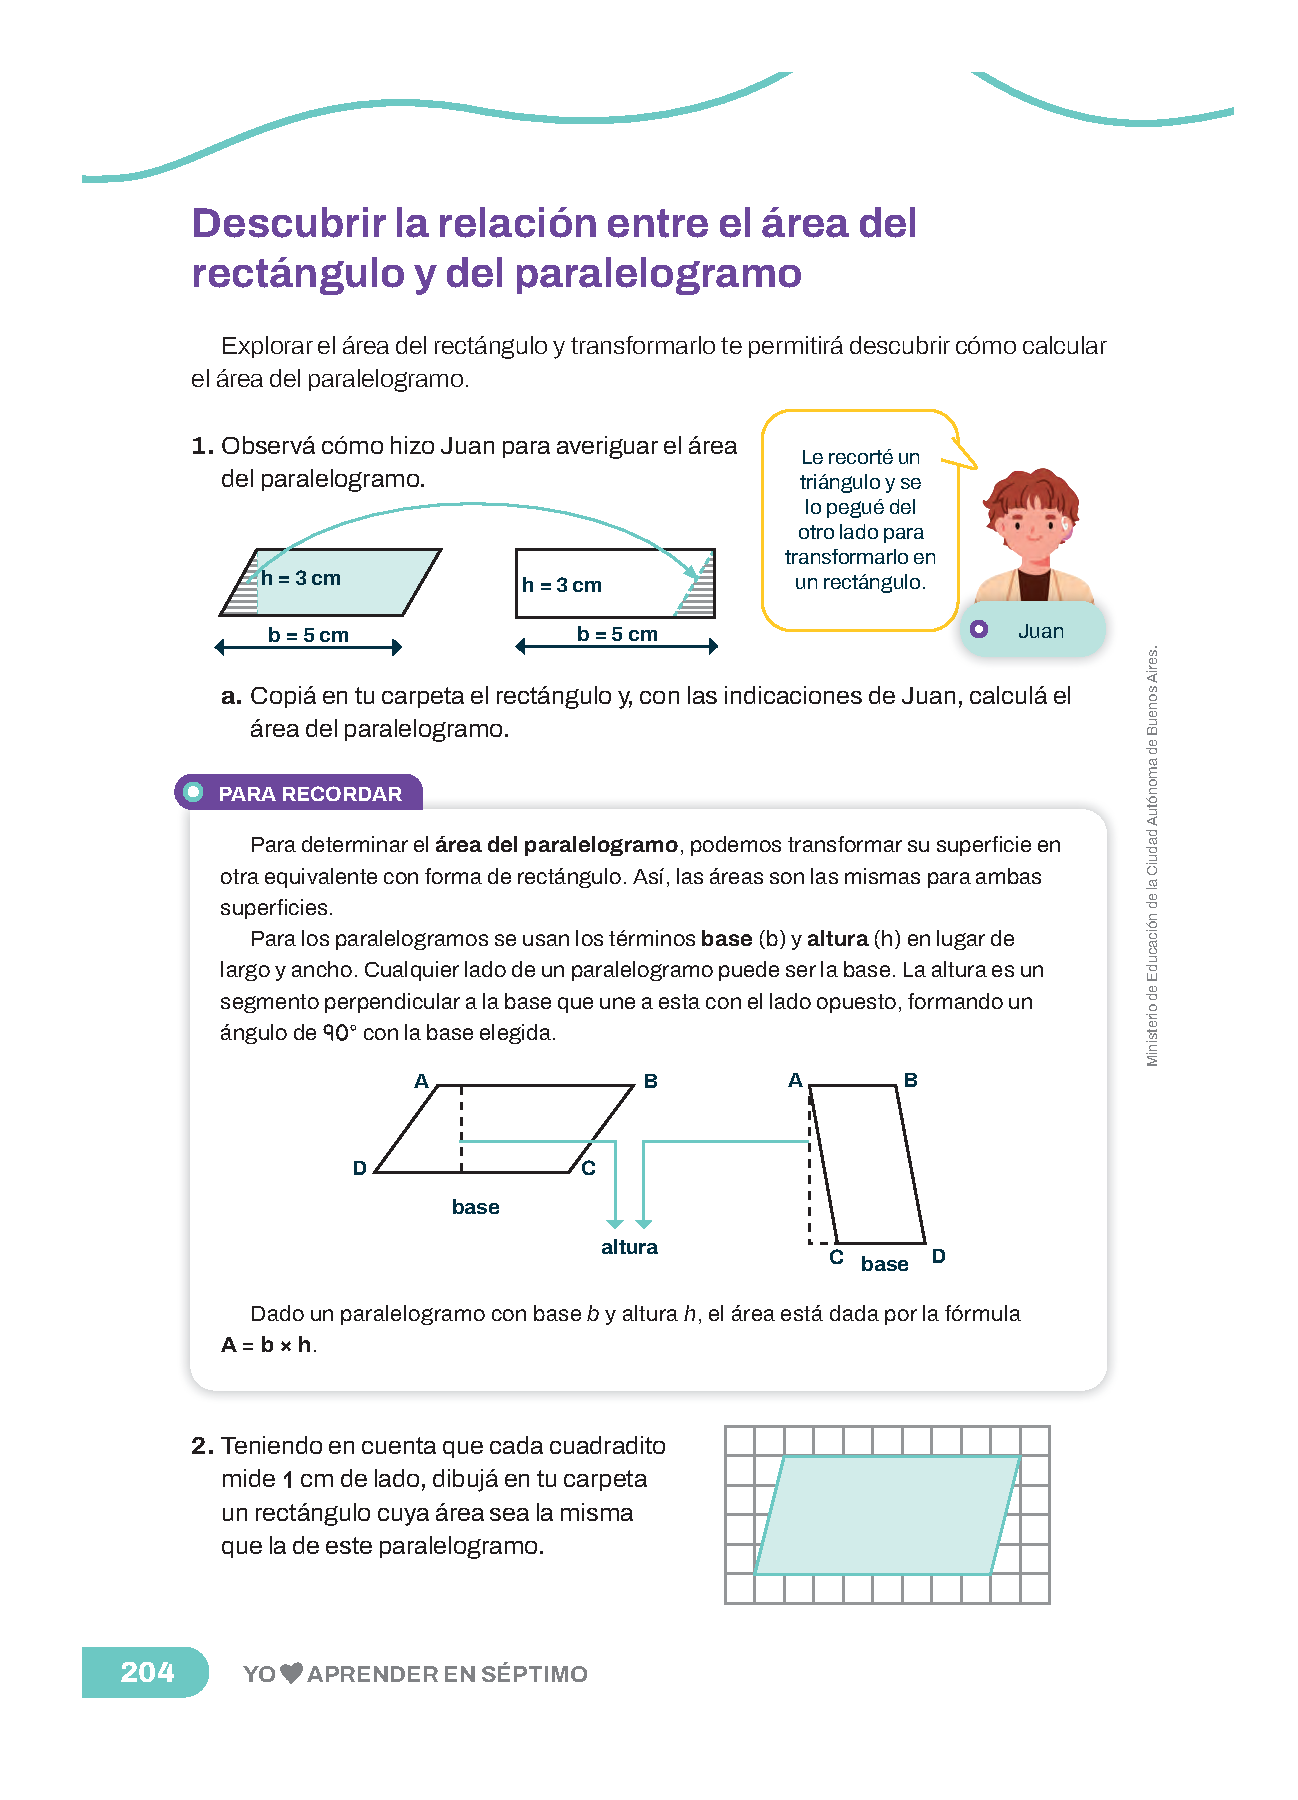 Descubrir la relación entre el área del
rectángulo y del paralelogramo
Explorar el área del rectángulo y transformarlo te permitirá descubrir cómo calcular
el área del paralelogramo.
1. Observá cómo hizo Juan para averiguar el área
del paralelogramo.
Le recorté un
triángulo y se
lo pegué del
otro lado para
transformarlo en
un rectángulo.
Juan
h = 3 cm
b = 5 cm
h = 3 cm
b = 5 cm
a. Copiá en tu carpeta el rectángulo y, con las indicaciones de Juan, calculá el
área del paralelogramo.
PARA RECORDAR
Para determinar el área del paralelogramo, podemos transformar su superficie en
otra equivalente con forma de rectángulo. Así, las áreas son las mismas para ambas
superficies.
Para los paralelogramos se usan los términos base (b) y altura (h) en lugar de
largo y ancho. Cualquier lado de un paralelogramo puede ser la base. La altura es un
segmento perpendicular a la base que une a esta con el lado opuesto, formando un
ángulo de 90° con la base elegida.
A B A B
D C
base
altura
C base D
Dado un paralelogramo con base b y altura h, el área está dada por la fórmula
A = b × h.
2. Teniendo en cuenta que cada cuadradito
mide 1 cm de lado, dibujá en tu carpeta
un rectángulo cuya área sea la misma
que la de este paralelogramo.
204 YO APRENDER EN SÉPTIMO
Ministerio de Educación de la Ciudad Autónoma de Buenos Aires.